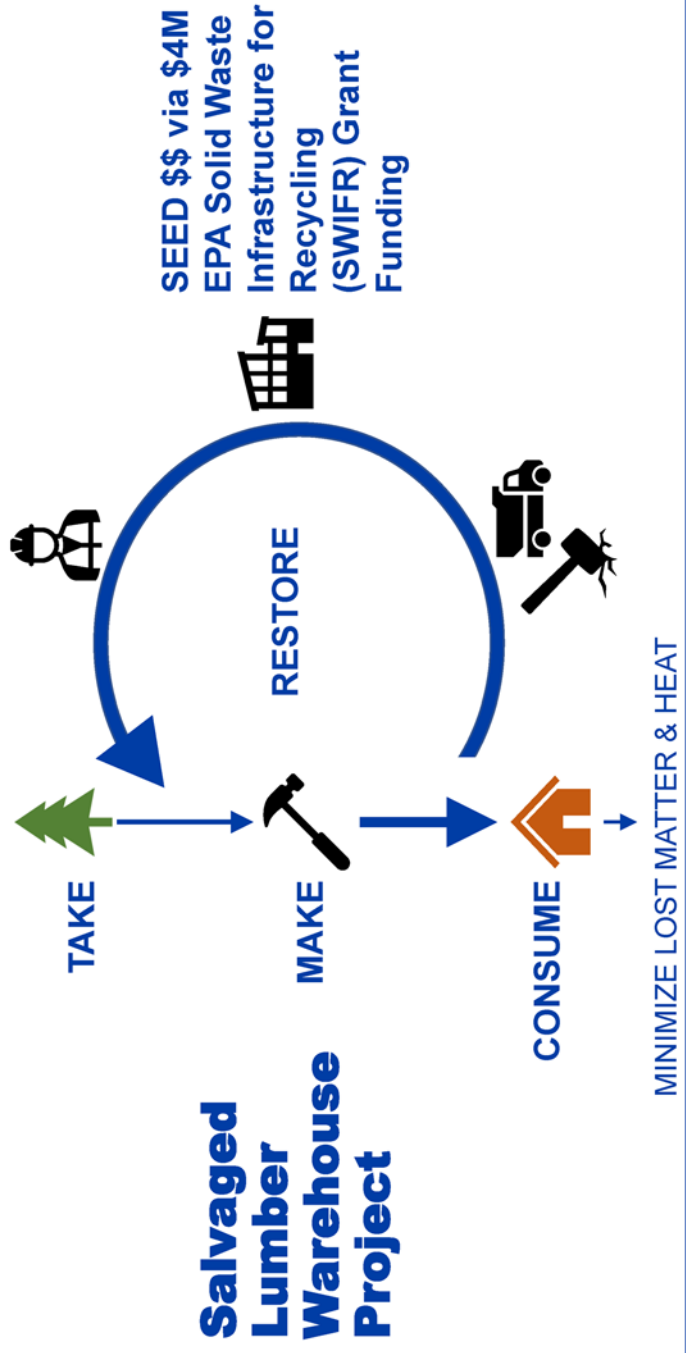 Salvaged
Lumber
Warehouse
Project
TAKE
MAKE
CONSUME
RESTORE
SEED $$ via $4M
EPA Solid Waste
Infrastructure for
Recycling
(SWIFR) Grant
Funding
MINIMIZE LOST MATTER & HEAT